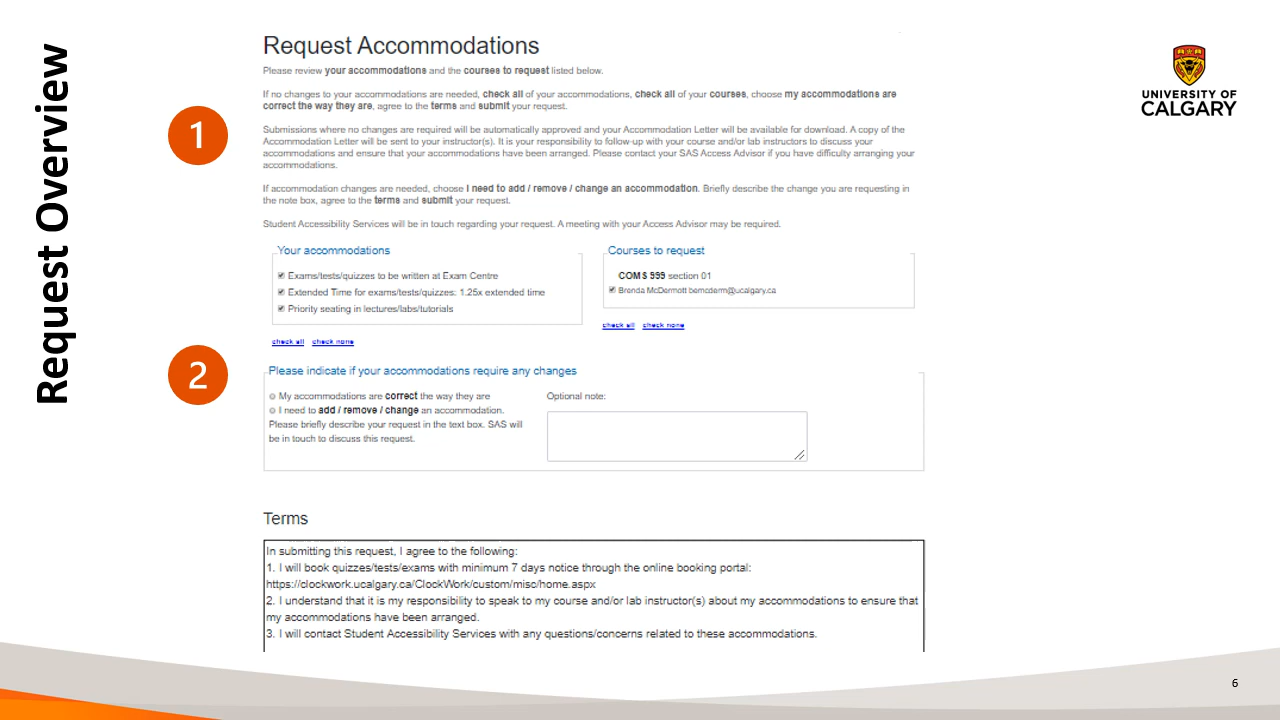 Request Overview
UNIVERSITY OF
CALGARY
Request Accommodations
Please review your accommodations and the courses to request listed below.
1
If no changes to your accommodations are needed, check all of your accommodations, check all of your courses, choose my accommodations are
correct the way they are, agree to the terms and submit your request.
Submissions where no changes are required will be automatically approved and your Accommodation Letter will be available for download. A copy of the
Accommodation Letter will be sent to your instructor(s). It is your responsibility to follow-up with your course and/or lab instructors to discuss your
accommodations and ensure that your accommodations have been arranged. Please contact your SAS Access Advisor if you have difficulty arranging your
accommodations.
If accommodation changes are needed, choose I need to add / remove / change an accommodation. Briefly describe the change you are requesting in
the note box, agree to the terms and submit your request.
Student Accessibility Services will be in touch regarding your request. A meeting with your Access Advisor may be required.
Your accommodations
Exams/tests/quizzes to be written at Exam Centre
Extended Time for exams/tests/quizzes: 1.25x extended time
Priority seating in lectures/labs/tutorials
check all check none
Courses to request
COMS 999 section 01
Brenda McDermott bemcderm@ucalgary.ca
check all check none
2
Please indicate if your accommodations require any changes
My accommodations are correct the way they are
I need to add / remove / change an accommodation.
Please briefly describe your request in the text box. SAS will
be in touch to discuss this request.
Optional note:
Terms
In submitting this request, I agree to the following:
1. I will book quizzes/tests/exams with minimum 7 days notice through the online booking portal:
https://clockwork.ucalgary.ca/ClockWork/custom/misc/home.aspx
2. I understand that it is my responsibility to speak to my course and/or lab instructor(s) about my accommodations to ensure that
my accommodations have been arranged.
3. I will contact Student Accessibility Services with any questions/concerns related to these accommodations.
6